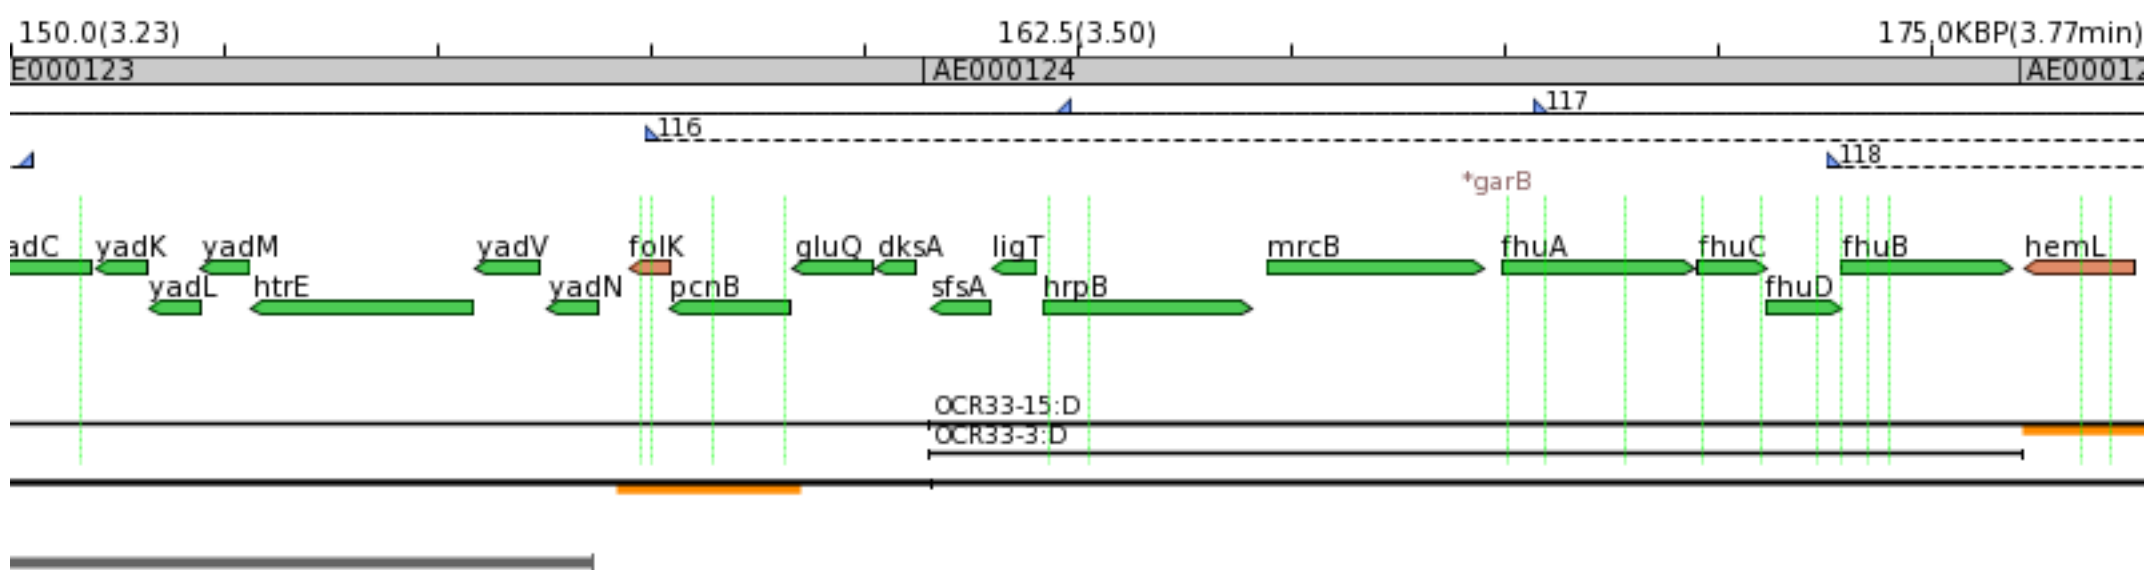 150.0(3.23) 162.5(3.50) 175.0KBP(3.77min)
E000123 AE000124 AE00012
117
116
118
*garB
adC yadK yadM yadV folK gluQ dksA ligT mrcB fhuA fhuC fhuB hemL
yadL htrE yadN pcnB sfsA hrpB fhuD
OCR33-15:D
OCR33-3:D